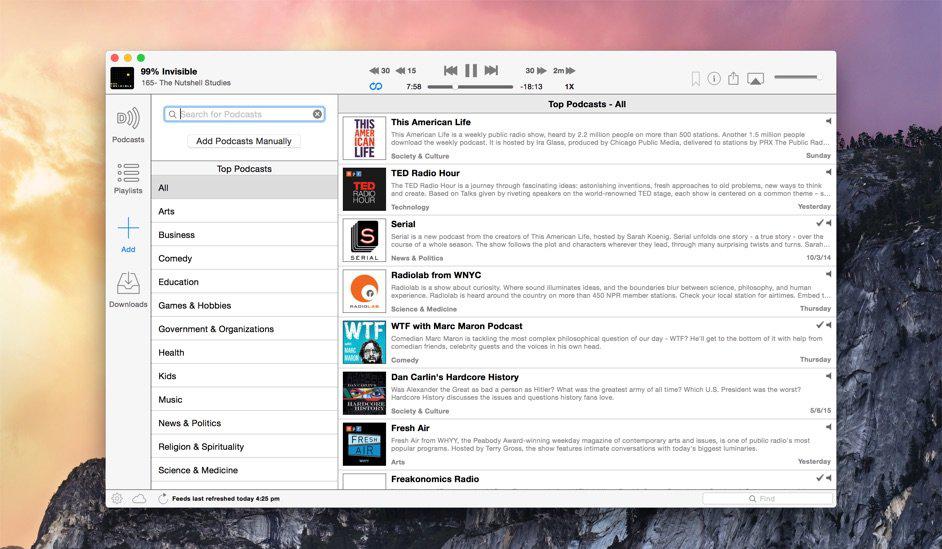 99% Invisible
165- The Nutshell Studies
30
15
30
2m
7:58
-18:13
1X
Podcasts
Playlists
Add
Downloads
Search for Podcasts
Add Podcasts Manually
Top Podcasts
All
Arts
Business
Comedy
Education
Games & Hobbies
Government & Organizations
Health
Kids
Music
News & Politics
Religion & Spirituality
Science & Medicine
Top Podcasts - All
THIS
AMER
ICAN
LIFE
This American Life
This American Life is a weekly public radio show, heard by 2.2 million people on more than 500 stations. Another 1.5 million people
download the weekly podcast. It is hosted by Ira Glass, produced by Chicago Public Media, delivered to stations by PRX The Public Rad...
Society & Culture
Sunday
npr
TED
RADIO
HOUR
TED Radio Hour
The TED Radio Hour is a journey through fascinating ideas: astonishing inventions, fresh approaches to old problems, new ways to think
and create. Based on Talks given by riveting speakers on the world-renowned TED stage, each show is centered on a common theme - s...
Technology
Yesterday
S
SERIAL
Serial
Serial is a new podcast from the creators of This American Life, hosted by Sarah Koenig. Serial unfolds one story - a true story - over the
course of a whole season. The show follows the plot and characters wherever they lead, through many surprising twists and turns. Sarah...
News & Politics
10/3/14
RADIOLAB
Radiolab from WNYC
Radiolab is a show about curiosity. Where sound illuminates ideas, and the boundaries blur between science, philosophy, and human
experience. Radiolab is heard around the country on more than 450 NPR member stations. Check your local station for airtimes. Embed t...
Science & Medicine
Thursday
WTF
WITH
MARC
MARON
WTF with Marc Maron Podcast
Comedian Marc Maron is tackling the most complex philosophical question of our day - WTF? He'll get to the bottom of it with help from
comedian friends, celebrity guests and the voices in his own head.
Comedy
Thursday
DAN CARLIN'S
HARDCORE
HISTORY
Dan Carlin's Hardcore History
Was Alexander the Great as bad a person as Hitler? What was the greatest army of all time? Which U.S. President was the worst?
Hardcore History discusses the issues and questions history fans love.
Society & Culture
5/6/15
npr
FRESH
AIR
WHYY
Fresh Air
Fresh Air from WHYY, the Peabody Award-winning weekday magazine of contemporary arts and issues, is one of public radio's most
popular programs. Hosted by Terry Gross, the show features intimate conversations with today's biggest luminaries.
Arts
Yesterday
Freakonomics Radio
Feeds last refreshed today 4:25 pm
Find